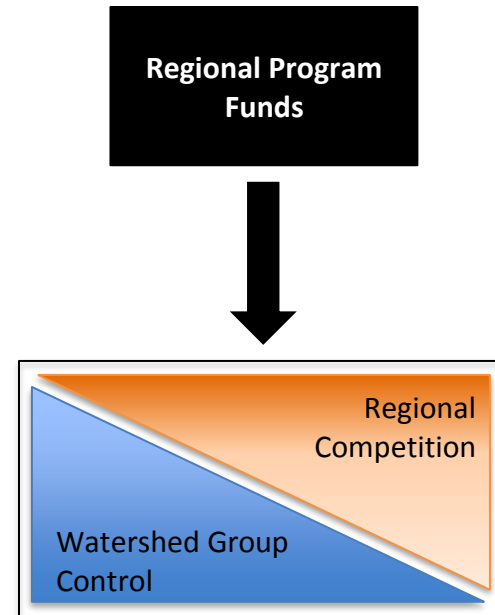 Regional Program
Funds
Regional
Competition
Watershed Group
Control